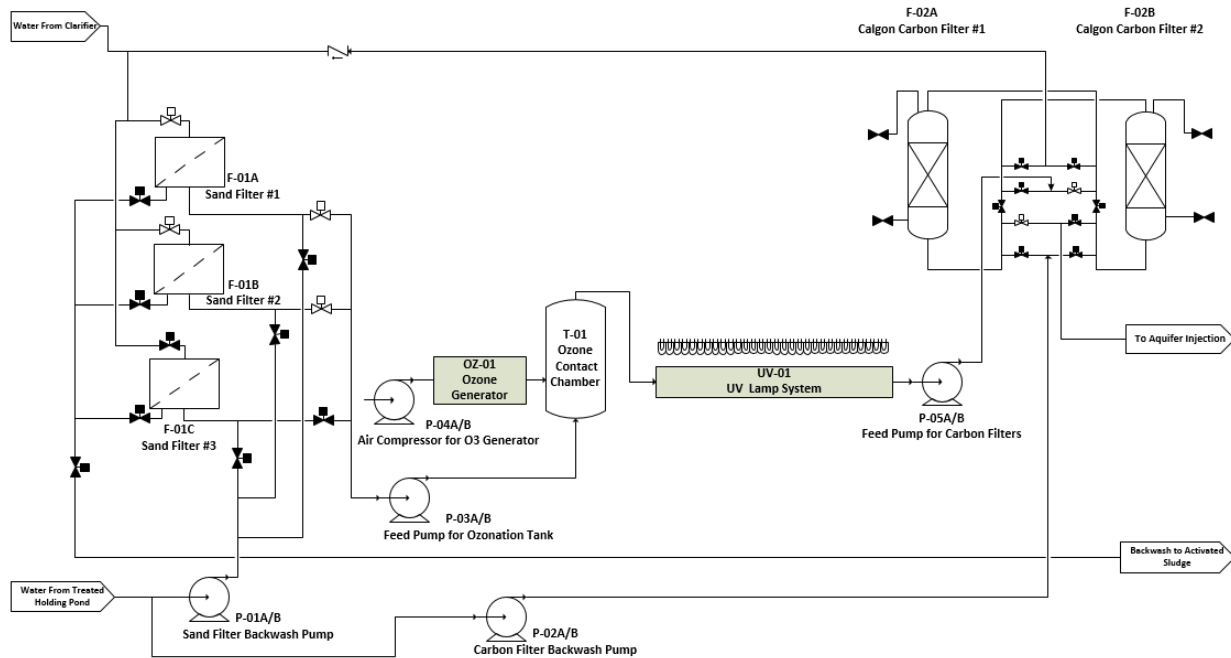 Water From Clarifier
F-02A
Calgon Carbon Filter #1
F-02B
Calgon Carbon Filter #2
F-01A
Sand Filter #1
F-01B
Sand Filter #2
F-01C
Sand Filter #3
OZ-01
Ozone
Generator
T-01
Ozone
Contact
Chamber
UV-01
UV Lamp System
To Aquifer Injection
P-04A/B
Air Compressor for O3 Generator
P-05A/B
Feed Pump for Carbon Filters
P-03A/B
Feed Pump for Ozonation Tank
Backwash to Activated
Sludge
Water From Treated
Holding Pond
P-01A/B
Sand Filter Backwash Pump
P-02A/B
Carbon Filter Backwash Pump